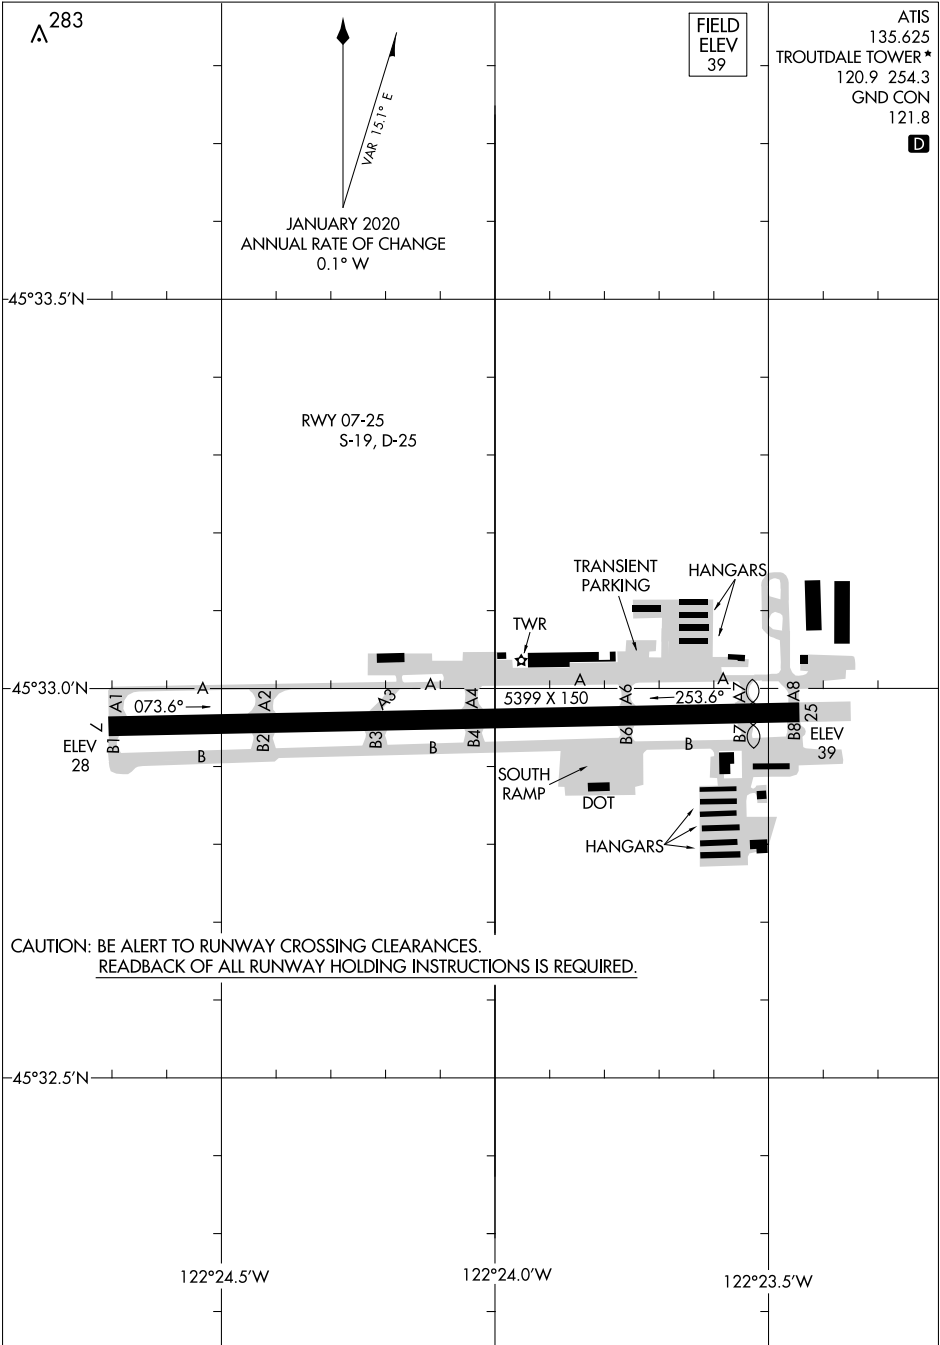 283
VAR 15.1° E
JANUARY 2020
ANNUAL RATE OF CHANGE
0.1° W
FIELD
ELEV
39
ATIS
135.625
TROUTDALE TOWER*
120.9 254.3
GND CON
121.8
D
45°33.5'N
RWY 07-25
S-19, D-25
TRANSIENT
PARKING
HANGARS
TWR
45°33.0'N
A
A
A
A
A1
A2
A3
A4
A6
A7
A8
073.6°
5399 X 150
253.6°
7
25
ELEV
28
ELEV
39
B1
B2
B3
B4
B6
B7
B8
B
B
B
SOUTH
RAMP
DOT
HANGARS
CAUTION: BE ALERT TO RUNWAY CROSSING CLEARANCES.
READBACK OF ALL RUNWAY HOLDING INSTRUCTIONS IS REQUIRED.
45°32.5'N
122°24.5'W
122°24.0'W
122°23.5'W